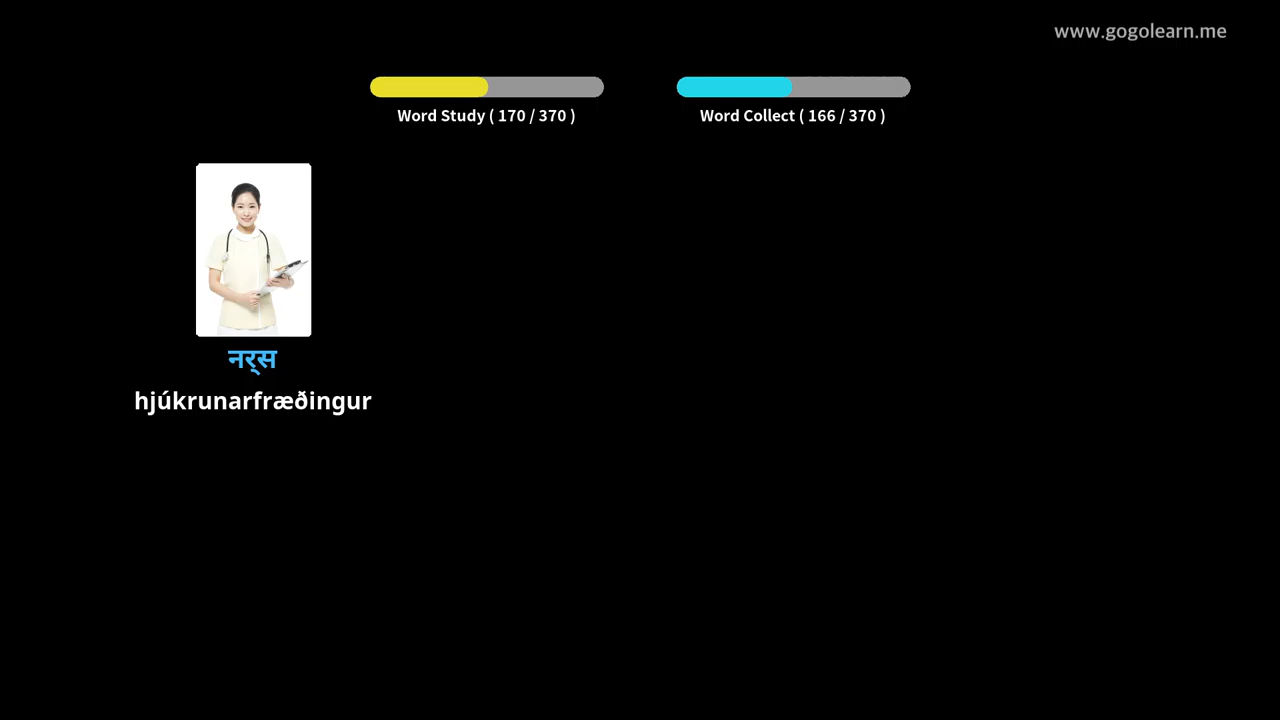 www.gogolearn.me
Word Study ( 170 / 370 )
Word Collect ( 166 / 370 )
नर्स
hjúkrunarfræðingur